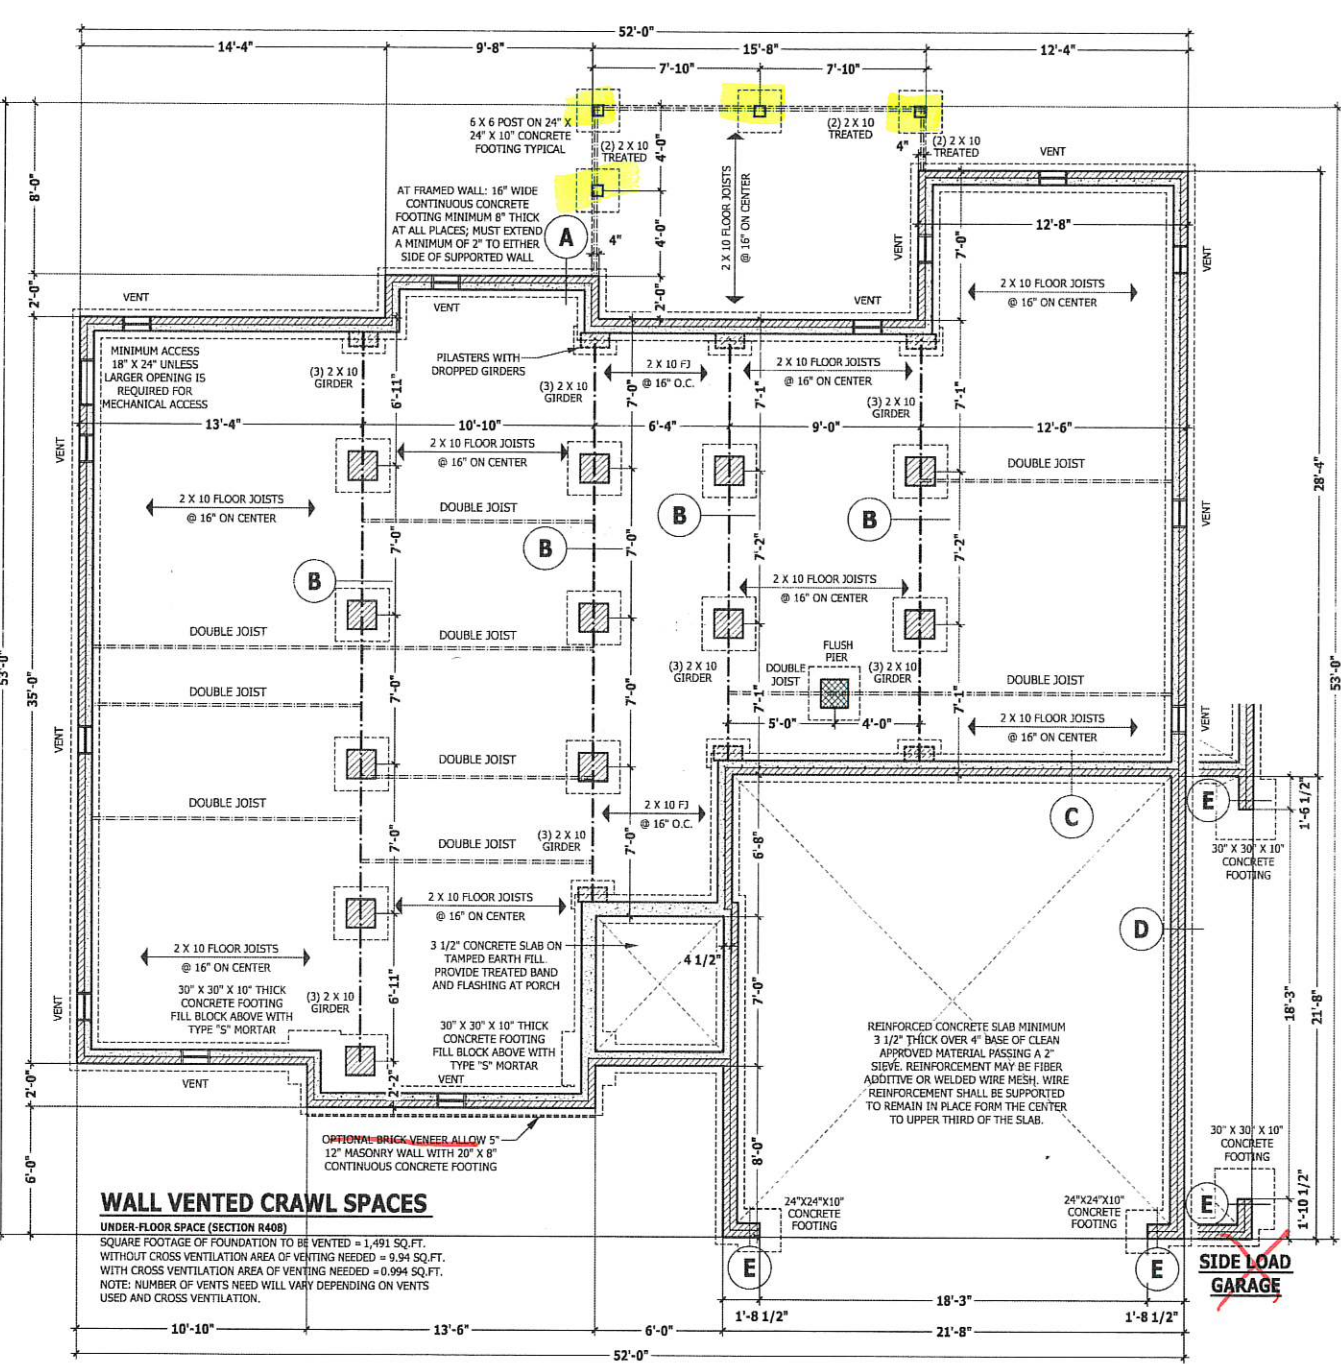 52'-0"
14'-4"
9'-8"
15'-8"
12'-4"
7'-10"
7'-10"
6 X 6 POST ON 24" X
24" X 10" CONCRETE
FOOTING TYPICAL
(2) 2 X 10
TREATED
4'-0"
(2) 2 X 10
TREATED
4"
(2) 2 X 10
TREATED
VENT
8'-0"
AT FRAMED WALL: 16" WIDE
CONTINUOUS CONCRETE
FOOTING MINIMUM 8" THICK
AT ALL PLACES; MUST EXTEND
A MINIMUM OF 2" TO EITHER
SIDE OF SUPPORTED WALL
A
4"
4'-0"
2 X 10 FLOOR JOISTS
@ 16" ON CENTER
VENT
7'-0"
12'-8"
VENT
2 X 10 FLOOR JOISTS
@ 16" ON CENTER
2'-0"
VENT
VENT
2'-0"
VENT
MINIMUM ACCESS
18" X 24" UNLESS
LARGER OPENING IS
REQUIRED FOR
MECHANICAL ACCESS
(3) 2 X 10
GIRDER
6'-11"
PILASTERS WITH
DROPPED GIRDERS
(3) 2 X 10
GIRDER
2 X 10 FJ
@ 16" O.C.
7'-0"
2 X 10 FLOOR JOISTS
@ 16" ON CENTER
7'-1"
(3) 2 X 10
GIRDER
7'-1"
13'-4"
10'-10"
6'-4"
9'-0"
12'-6"
VENT
2 X 10 FLOOR JOISTS
@ 16" ON CENTER
DOUBLE JOIST
28'-4"
2 X 10 FLOOR JOISTS
@ 16" ON CENTER
DOUBLE JOIST
B
B
VENT
7'-0"
B
7'-0"
7'-2"
7'-2"
B
2 X 10 FLOOR JOISTS
@ 16" ON CENTER
DOUBLE JOIST
DOUBLE JOIST
FLUSH
PIER
53'-0"
35'-0"
(3) 2 X 10
GIRDER
DOUBLE
JOIST
(3) 2 X 10
GIRDER
DOUBLE JOIST
53'-0"
DOUBLE JOIST
7'-0"
7'-0"
7'-1"
7'-1"
5'-0"
4'-0"
2 X 10 FLOOR JOISTS
@ 16" ON CENTER
VENT
VENT
DOUBLE JOIST
DOUBLE JOIST
2 X 10 FJ
@ 16" O.C.
C
E
1'-6 1/2"
7'-0"
DOUBLE JOIST
(3) 2 X 10
GIRDER
7'-0"
6'-8"
30" X 30" X 10"
CONCRETE
FOOTING
2 X 10 FLOOR JOISTS
@ 16" ON CENTER
D
2 X 10 FLOOR JOISTS
@ 16" ON CENTER
3 1/2" CONCRETE SLAB ON
TAMPED EARTH FILL
PROVIDE TREATED BAND
AND FLASHING AT PORCH
4 1/2"
30" X 30" X 10" THICK
CONCRETE FOOTING
FILL BLOCK ABOVE WITH
TYPE "S" MORTAR
(3) 2 X 10
GIRDER
6'-11"
7'-0"
18'-3"
21'-8"
VENT
30" X 30" X 10" THICK
CONCRETE FOOTING
FILL BLOCK ABOVE WITH
TYPE "S" MORTAR
REINFORCED CONCRETE SLAB MINIMUM
3 1/2" THICK OVER 4" BASE OF CLEAN
APPROVED MATERIAL PASSING A 2"
SIEVE. REINFORCEMENT MAY BE FIBER
ADDITIVE OR WELDED WIRE MESH. WIRE
REINFORCEMENT SHALL BE SUPPORTED
TO REMAIN IN PLACE FORM THE CENTER
TO UPPER THIRD OF THE SLAB.
2'-0"
VENT
VENT
2'-2"
OPTIONAL BRICK VENEER ALLOW 5"
12" MASONRY WALL WITH 20" X 8"
CONTINUOUS CONCRETE FOOTING
8'-0"
30" X 30" X 10"
CONCRETE
FOOTING
6'-0"
WALL VENTED CRAWL SPACES
UNDER-FLOOR SPACE (SECTION R408)
SQUARE FOOTAGE OF FOUNDATION TO BE VENTED = 1,491 SQ.FT.
WITHOUT CROSS VENTILATION AREA OF VENTING NEEDED = 9.94 SQ.FT.
WITH CROSS VENTILATION AREA OF VENTING NEEDED = 0.994 SQ.FT.
NOTE: NUMBER OF VENTS NEED WILL VARY DEPENDING ON VENTS
USED AND CROSS VENTILATION.
24"X24"X10"
CONCRETE
FOOTING
24"X24"X10"
CONCRETE
FOOTING
E
1'-10 1/2"
E
E
SIDE LOAD
GARAGE
18'-3"
1'-8 1/2"
1'-8 1/2"
10'-10"
13'-6"
6'-0"
21'-8"
52'-0"